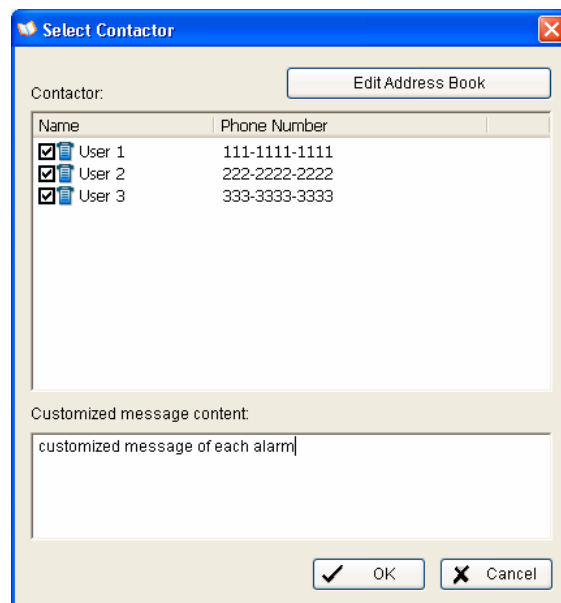 Select Contactor
Edit Address Book
Contactor:
Name Phone Number
User 1 111-1111-1111
User 2 222-2222-2222
User 3 333-3333-3333
Customized message content:
customized message of each alarm
OK Cancel